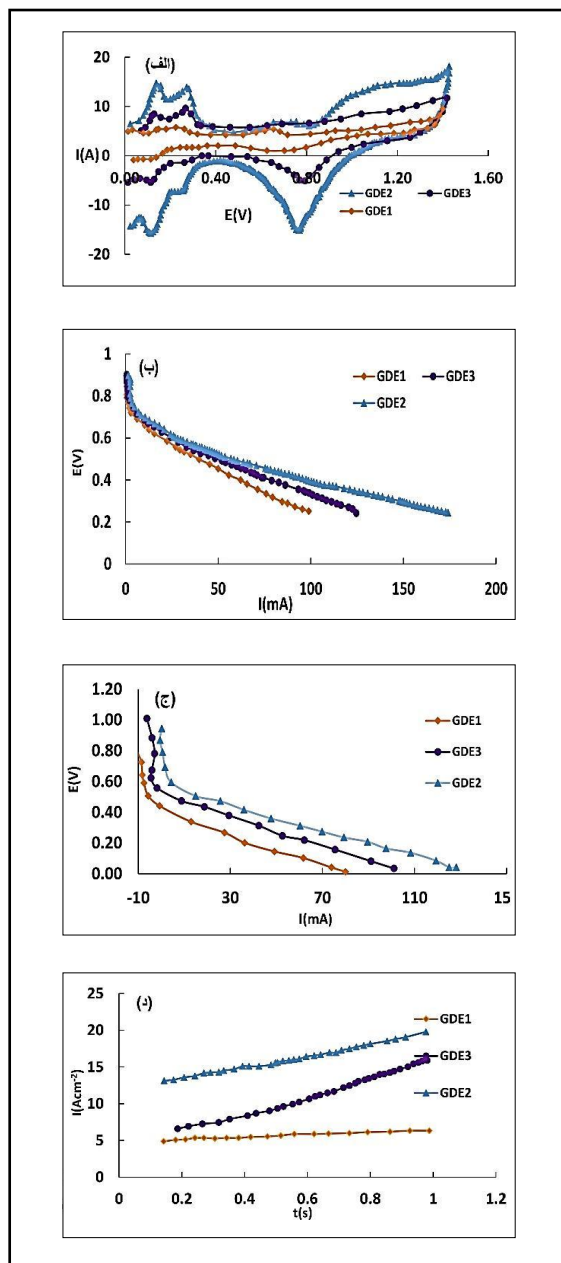 (الف)
20
10
I(A)
0
0.00 0.40 0.80 1.20 1.60
-10
-20
E(V)
GDE2 GDE3
GDE1
(ب)
1
0.8
0.6
0.4
0.2
0
E(V)
0 50 100 150 200
I(mA)
GDE1 GDE3
GDE2
(ج)
1.20
1.00
0.80
0.60
0.40
0.20
0.00
E(V)
-10 30 70 110 15
I(mA)
GDE1
GDE3
GDE2
(د)
25
20
15
10
5
0
I(Acm⁻²)
0 0.2 0.4 0.6 0.8 1 1.2
t(s)
GDE1
GDE3
GDE2